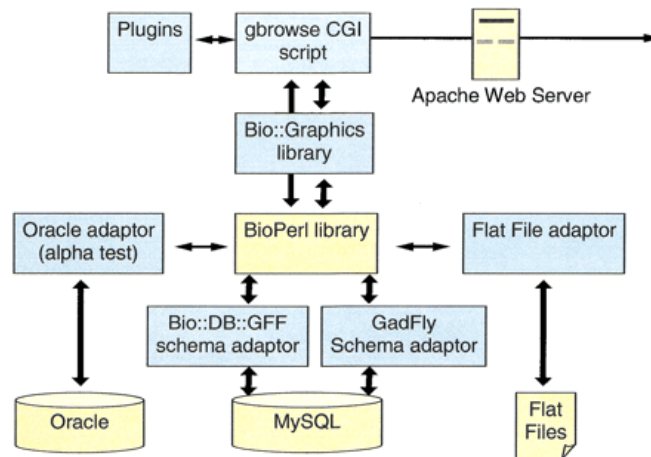 Plugins
gbrowse CGI
script
Apache Web Server
Bio::Graphics
library
Oracle adaptor
(alpha test)
BioPerl library
Flat File adaptor
Bio::DB::GFF
schema adaptor
GadFly
Schema adaptor
Oracle
MySQL
Flat
Files